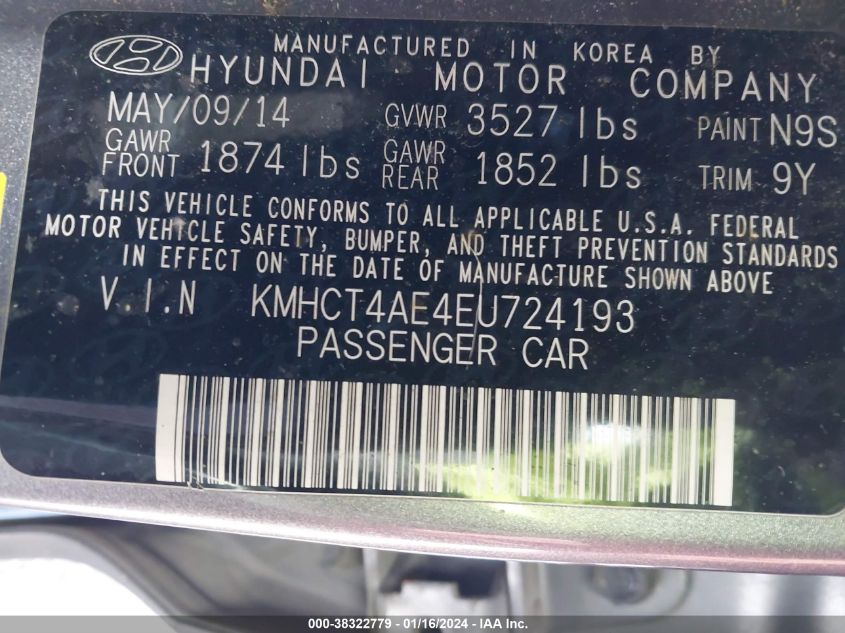 MANUFACTURED IN KOREA BY
HYUNDAI MOTOR COMPANY
MAY/09/14 GVWR 3527 lbs PAINT N9S
GAWR FRONT 1874 lbs GAWR REAR 1852 lbs TRIM 9Y
THIS VEHICLE CONFORMS TO ALL APPLICABLE U.S.A. FEDERAL
MOTOR VEHICLE SAFETY, BUMPER, AND THEFT PREVENTION STANDARDS
IN EFFECT ON THE DATE OF MANUFACTURE SHOWN ABOVE
V.I.N KMHCT4AE4EU724193
PASSENGER CAR
000-38322779 - 01/16/2024 - IAA Inc.